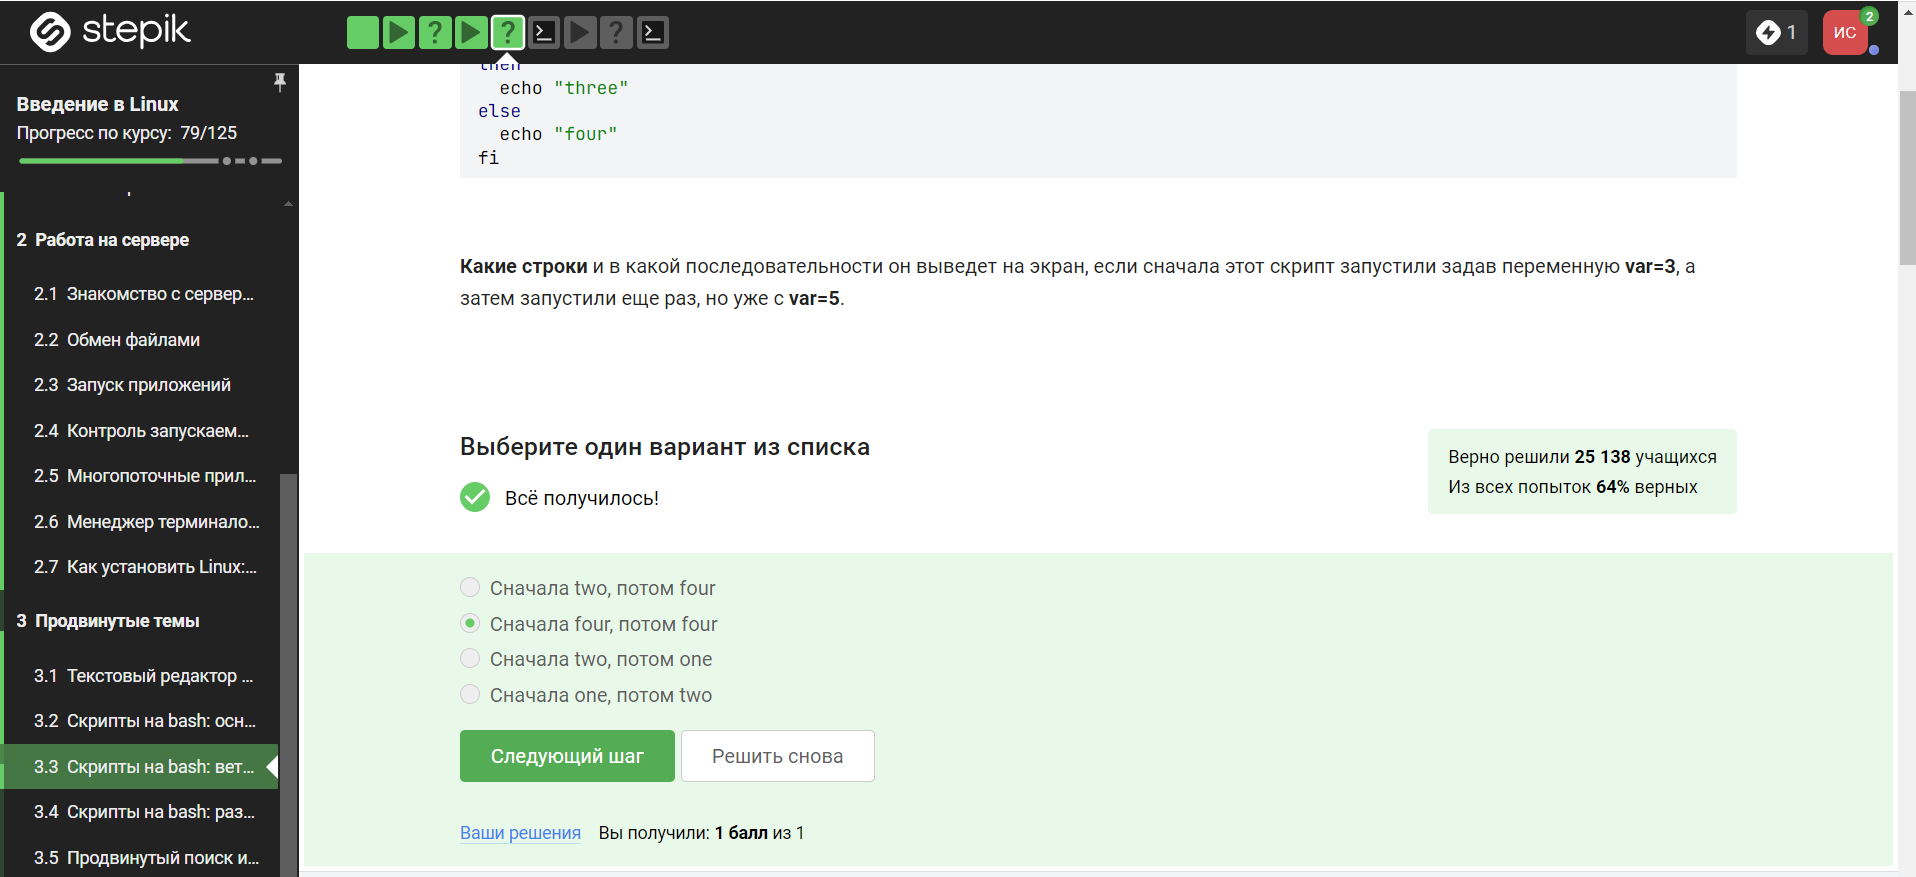 stepik
1
ИС
2
Введение в Linux
Прогресс по курсу: 79/125
2 Работа на сервере
2.1 Знакомство с сервер...
2.2 Обмен файлами
2.3 Запуск приложений
2.4 Контроль запускаем...
2.5 Многопоточные прил...
2.6 Менеджер терминало...
2.7 Как установить Linux:...
3 Продвинутые темы
3.1 Текстовый редактор ...
3.2 Скрипты на bash: осн...
3.3 Скрипты на bash: вет...
3.4 Скрипты на bash: раз...
3.5 Продвинутый поиск и...
then
echo "three"
else
echo "four"
fi
Какие строки и в какой последовательности он выведет на экран, если сначала этот скрипт запустили задав переменную var=3, а
затем запустили еще раз, но уже с var=5.
Выберите один вариант из списка
Всё получилось!
Верно решили 25 138 учащихся
Из всех попыток 64% верных
Сначала two, потом four
Сначала four, потом four
Сначала two, потом one
Сначала one, потом two
Следующий шаг
Решить снова
Ваши решения Вы получили: 1 балл из 1